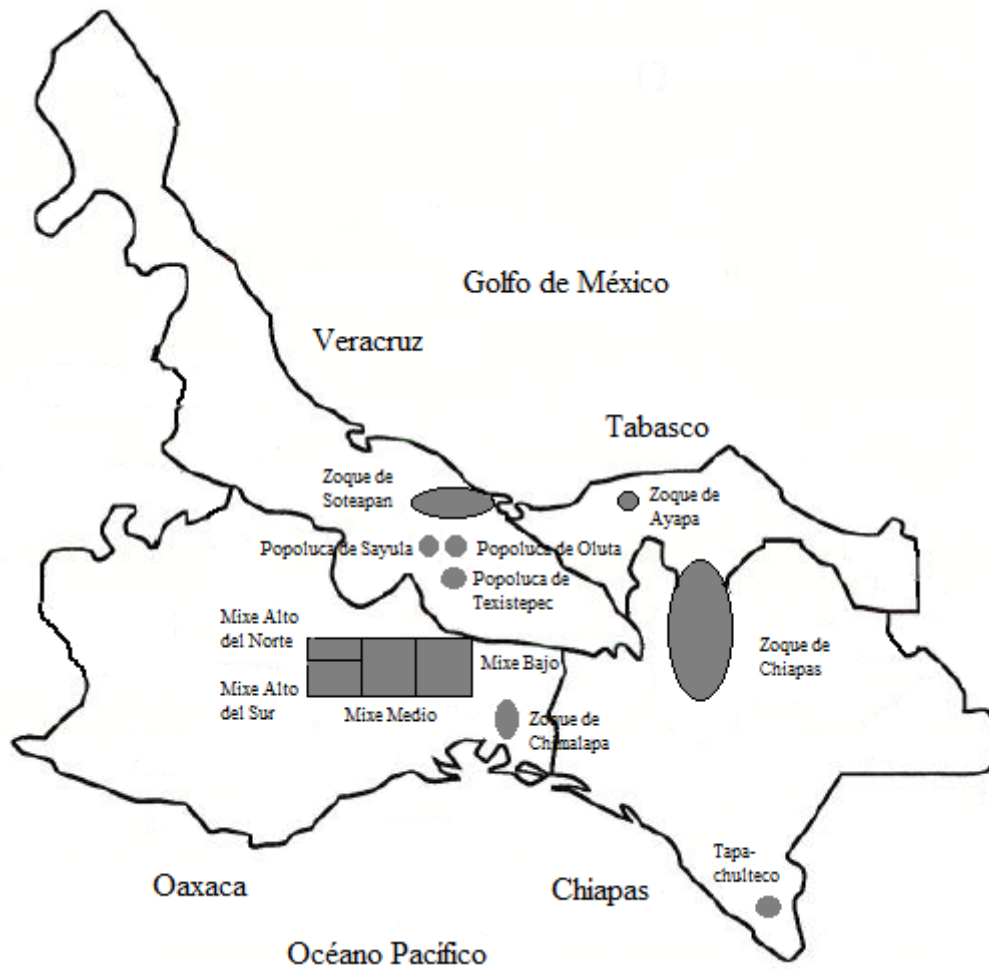 Golfo de México
Veracruz
Tabasco
Zoque de
Soteapan
Zoque de
Ayapa
Popoluca de Sayula
Popoluca de Oluta
Popoluca de
Texistepec
Mixe Alto
del Norte
Mixe Bajo
Zoque de
Chiapas
Mixe Alto
del Sur
Mixe Medio
Zoque de
Chimalapa
Tapa-
chulteco
Oaxaca
Chiapas
Océano Pacífico